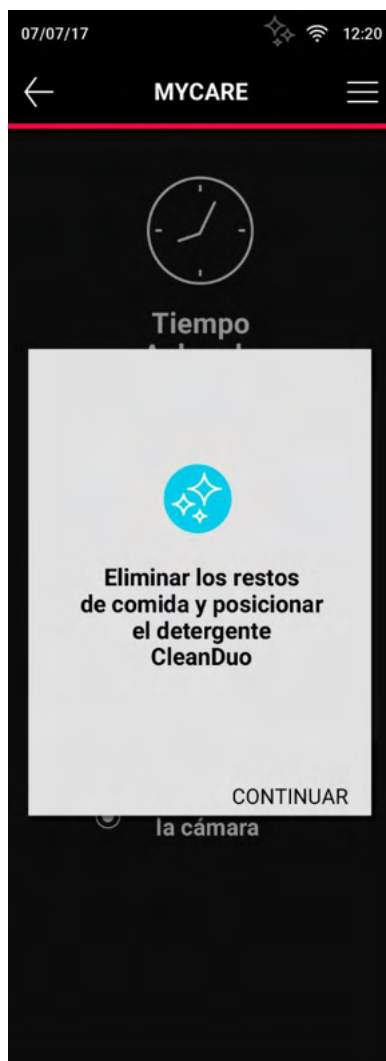 07/07/17
12:20
MYCARE
Tiempo
Eliminar los restos
de comida y posicionar
el detergente
CleanDuo
CONTINUAR
la cámara